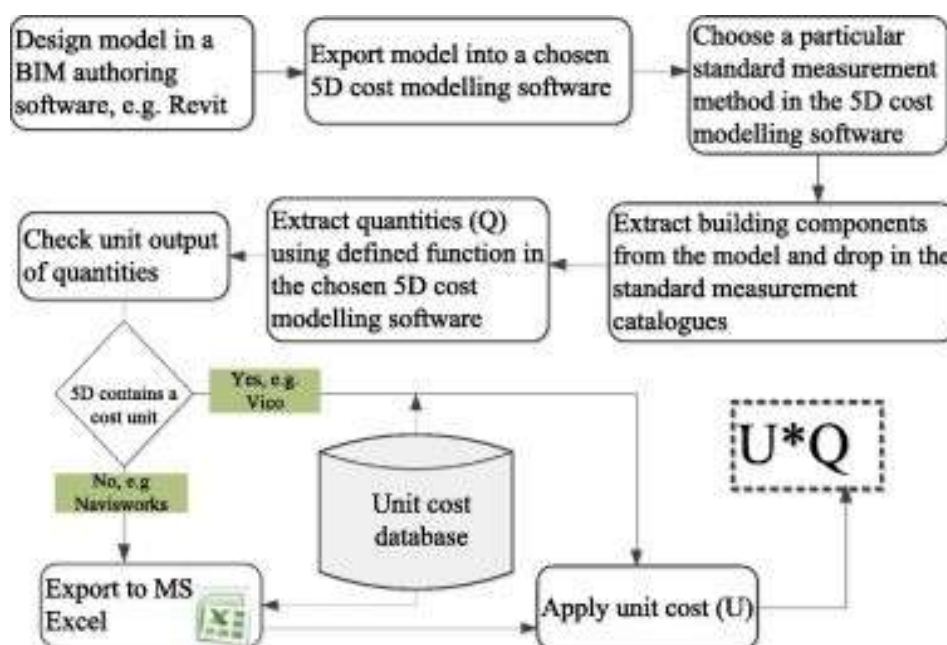 Design model in a
BIM authoring
software, e.g. Revit
Export model into a chosen
5D cost modelling software
Choose a particular
standard measurement
method in the 5D cost
modelling software
Check unit output
of quantities
Extract quantities (Q)
using defined function in
the chosen 5D cost
modelling software
Extract building components
from the model and drop in the
standard measurement
catalogues
5D contains a
cost unit
Yes, e.g.
Vico
No, e.g
Navisworks
Unit cost
database
U*Q
Export to MS
Excel
Apply unit cost (U)